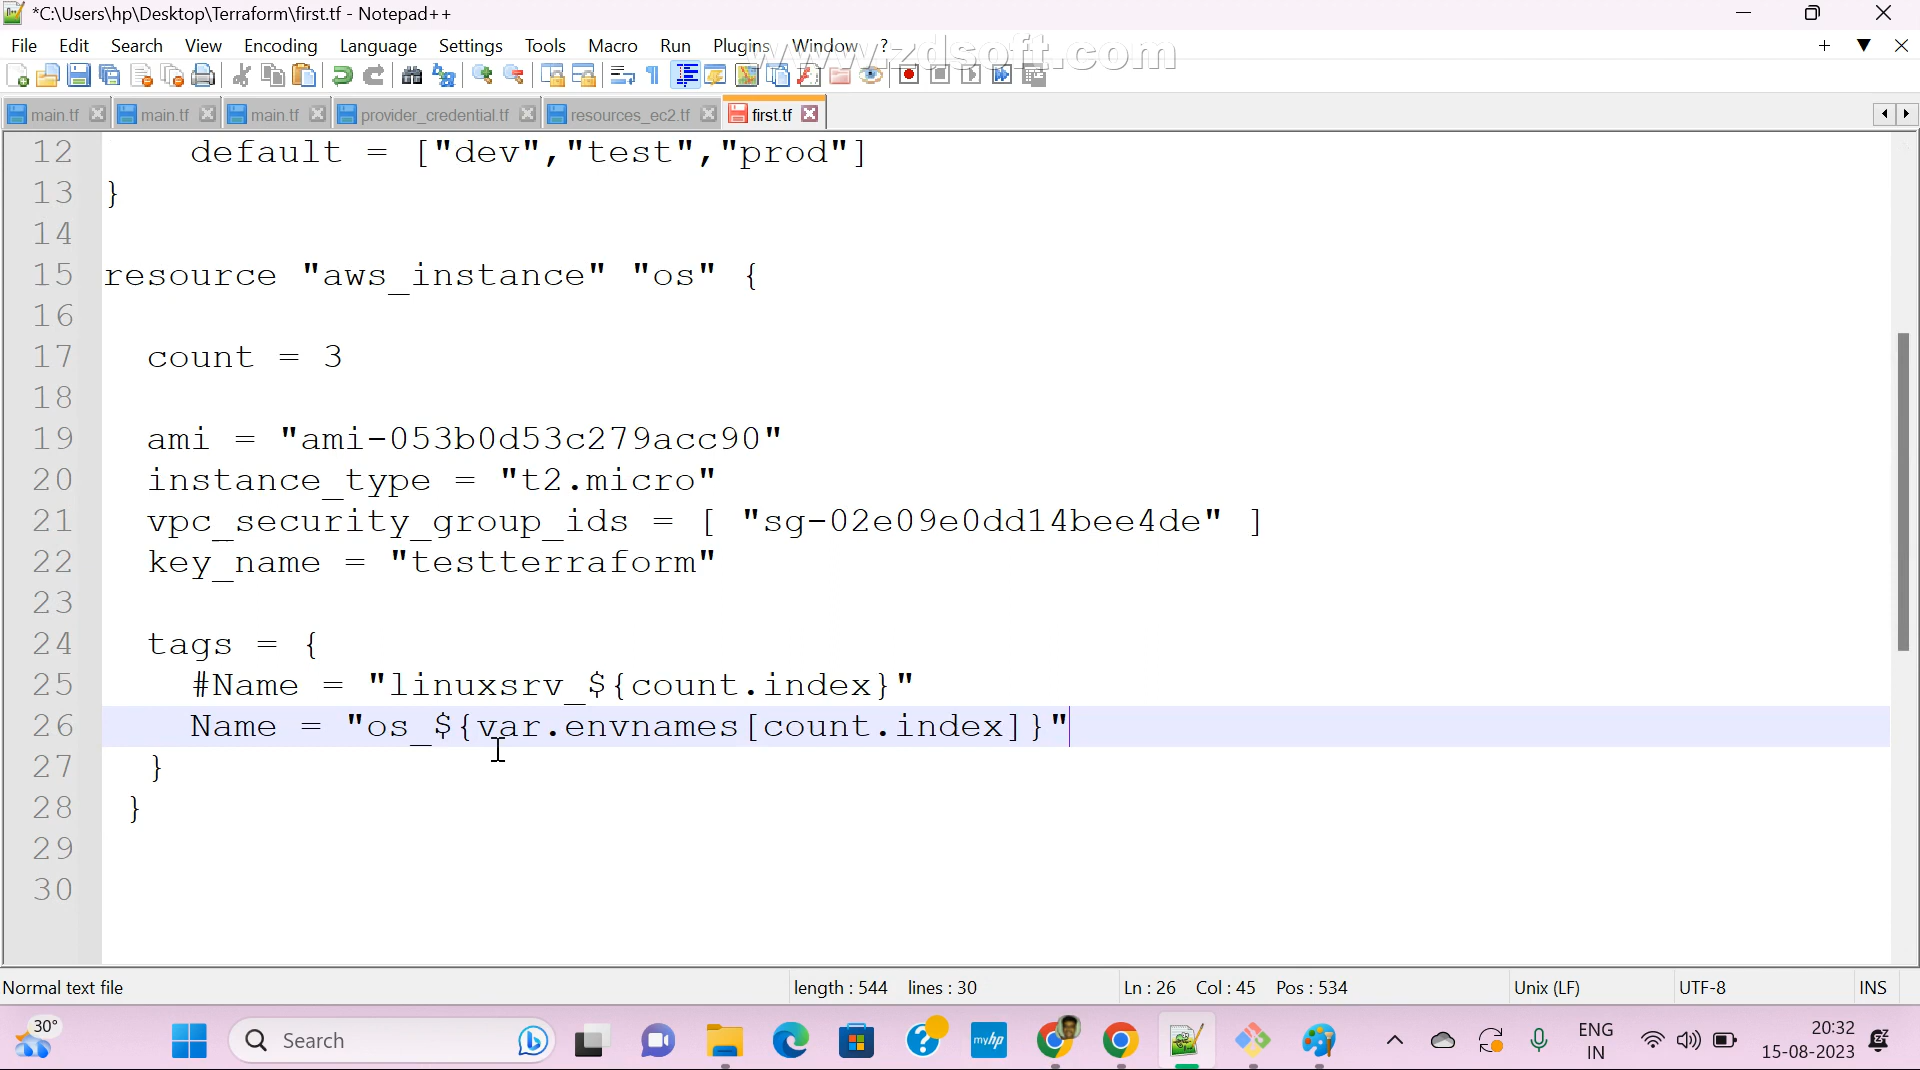 *C:\Users\hp\Desktop\Terraform\first.tf - Notepad++
File Edit Search View Encoding Language Settings Tools Macro Run Plugins Window ?
www.zdsoft.com
main.tf main.tf main.tf provider_credential.tf resources_ec2.tf first.tf
12 default = ["dev","test","prod"]
13 }
14
15 resource "aws_instance" "os" {
16
17 count = 3
18
19 ami = "ami-053b0d53c279acc90"
20 instance_type = "t2.micro"
21 vpc_security_group_ids = [ "sg-02e09e0dd14bee4de" ]
22 key_name = "testterraform"
23
24 tags = {
25 #Name = "linuxsrv_${count.index}"
26 Name = "os_${var.envnames[count.index]}"
27 }
28 }
29
30
Normal text file length : 544 lines : 30 Ln : 26 Col : 45 Pos : 534 Unix (LF) UTF-8 INS
30° Search myhp ENG 20:32
IN 15-08-2023